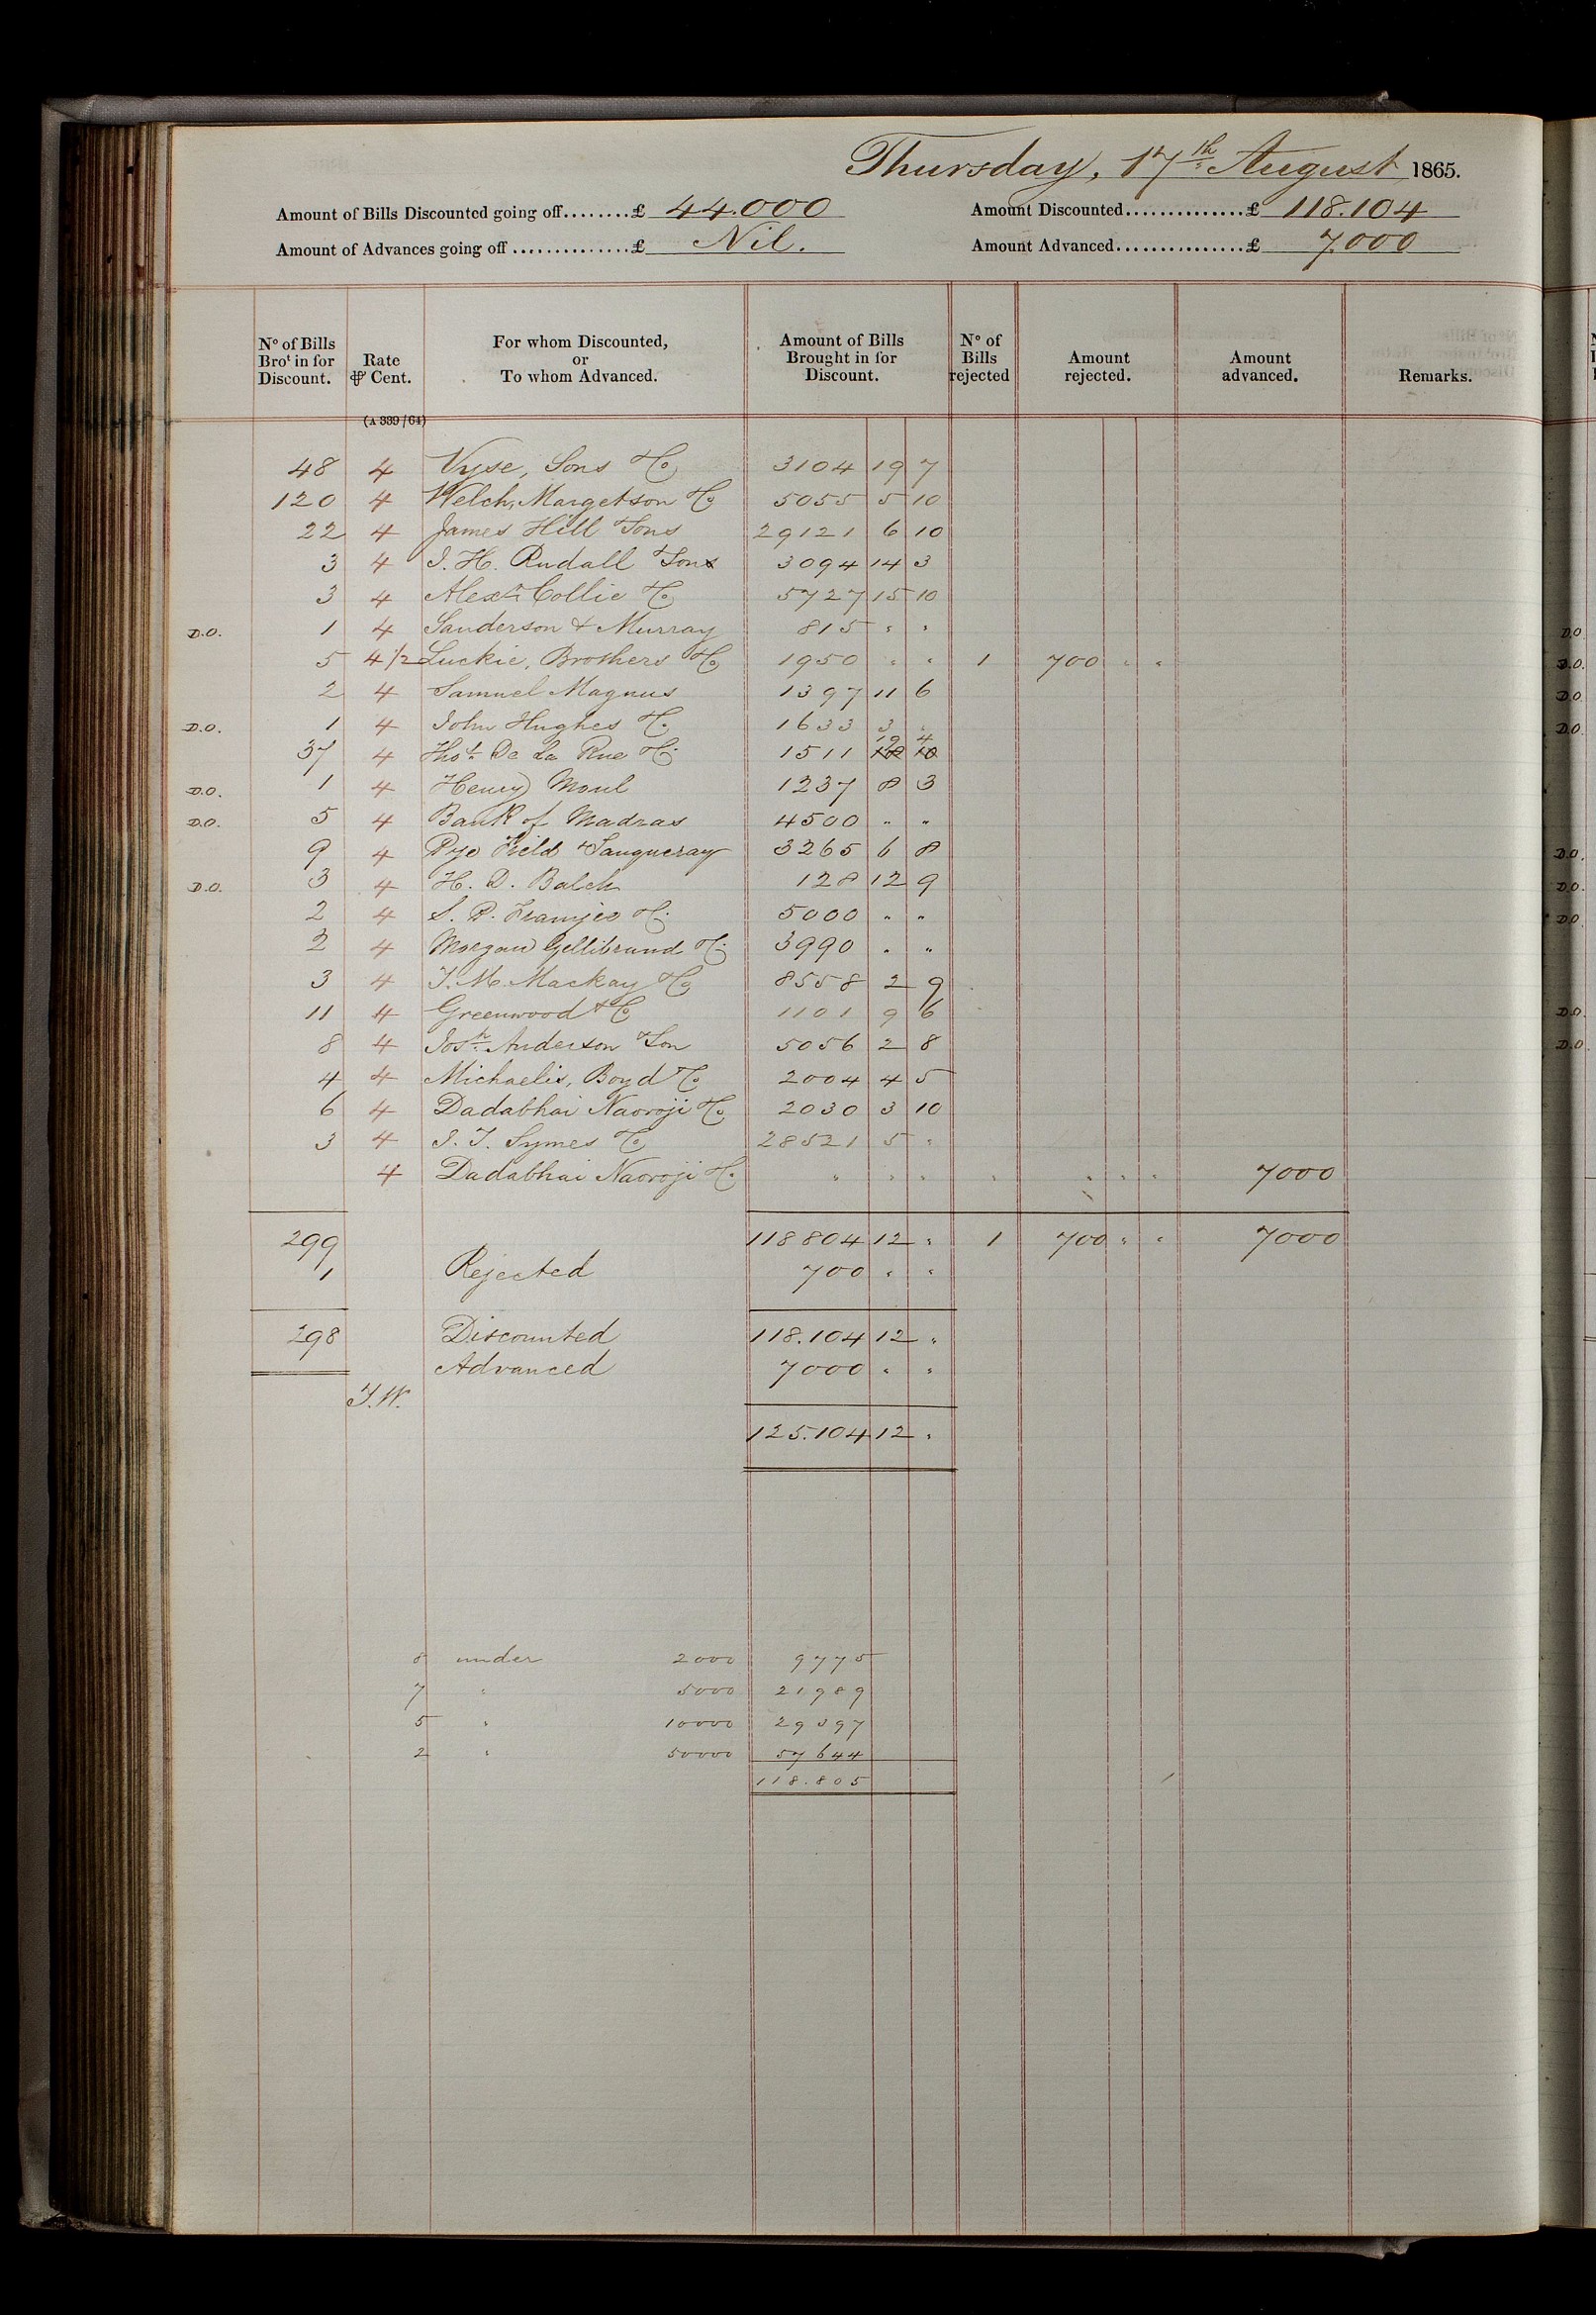 Thursday, 17th August 1865.
Amount of Bills Discounted going off........£ 44.000 Amount Discounted..............£ 118.104
Amount of Advances going off ...............£ Nil. Amount Advanced................£ 7,000
No of Bills Brot in for Discount. Rate ⅌ Cent. For whom Discounted, or To whom Advanced. Amount of Bills Brought in for Discount. No of Bills rejected Amount rejected. Amount advanced. Remarks.
(A 339/64)
48 4 Vyse, Sons & Co 3104 19 7
120 4 Welch, Margetson & Co 5055 5 10
22 4 James Hill & Sons 29121 6 10
3 4 J. H. Rudall & Sons 3094 14 3
3 4 Alexr Collie & Co 5727 15 10
D.O. 1 4 Sanderson & Murray 815 " "
5 4 1/2 Luckie, Brothers & Co 1950 " " 1 700 " "
2 4 Samuel Magnus 1397 11 6
D.O. 1 4 John Hughes & Co 1633 3 "
37 4 Thos De La Rue & Co 1511 19 4
D.O. 1 4 Henry Moul 1237 8 3
D.O. 5 4 Bank of Madras 4500 " "
9 4 Pye Field & Tanqueray 3265 6 8
D.O. 3 4 H. D. Balch 128 12 9
2 4 S. P. Framjee & Co 5000 " "
2 4 Morgan Gellibrand & Co 3990 " "
3 4 T. M. Mackay & Co 8558 2 9
11 4 Greenwood & Co 1101 9 6
8 4 Josh Anderson & Son 5056 2 8
4 4 Michaelis, Boyd & Co 2004 4 5
6 4 Dadabhai Naoroji & Co 2030 3 10
3 4 J. T. Symes & Co 28521 5 "
4 Dadabhai Naoroji & Co " " " " " " " 7000
299 118804 12 " 1 700 " " 7000
1 Rejected 700 " "
298 Discounted 118.104 12 "
Advanced 7000 " "
T.W.
125.104 12 "
8 under 2000 9775
7 " 5000 21989
5 " 10000 29397
2 " 50000 57644
118.805